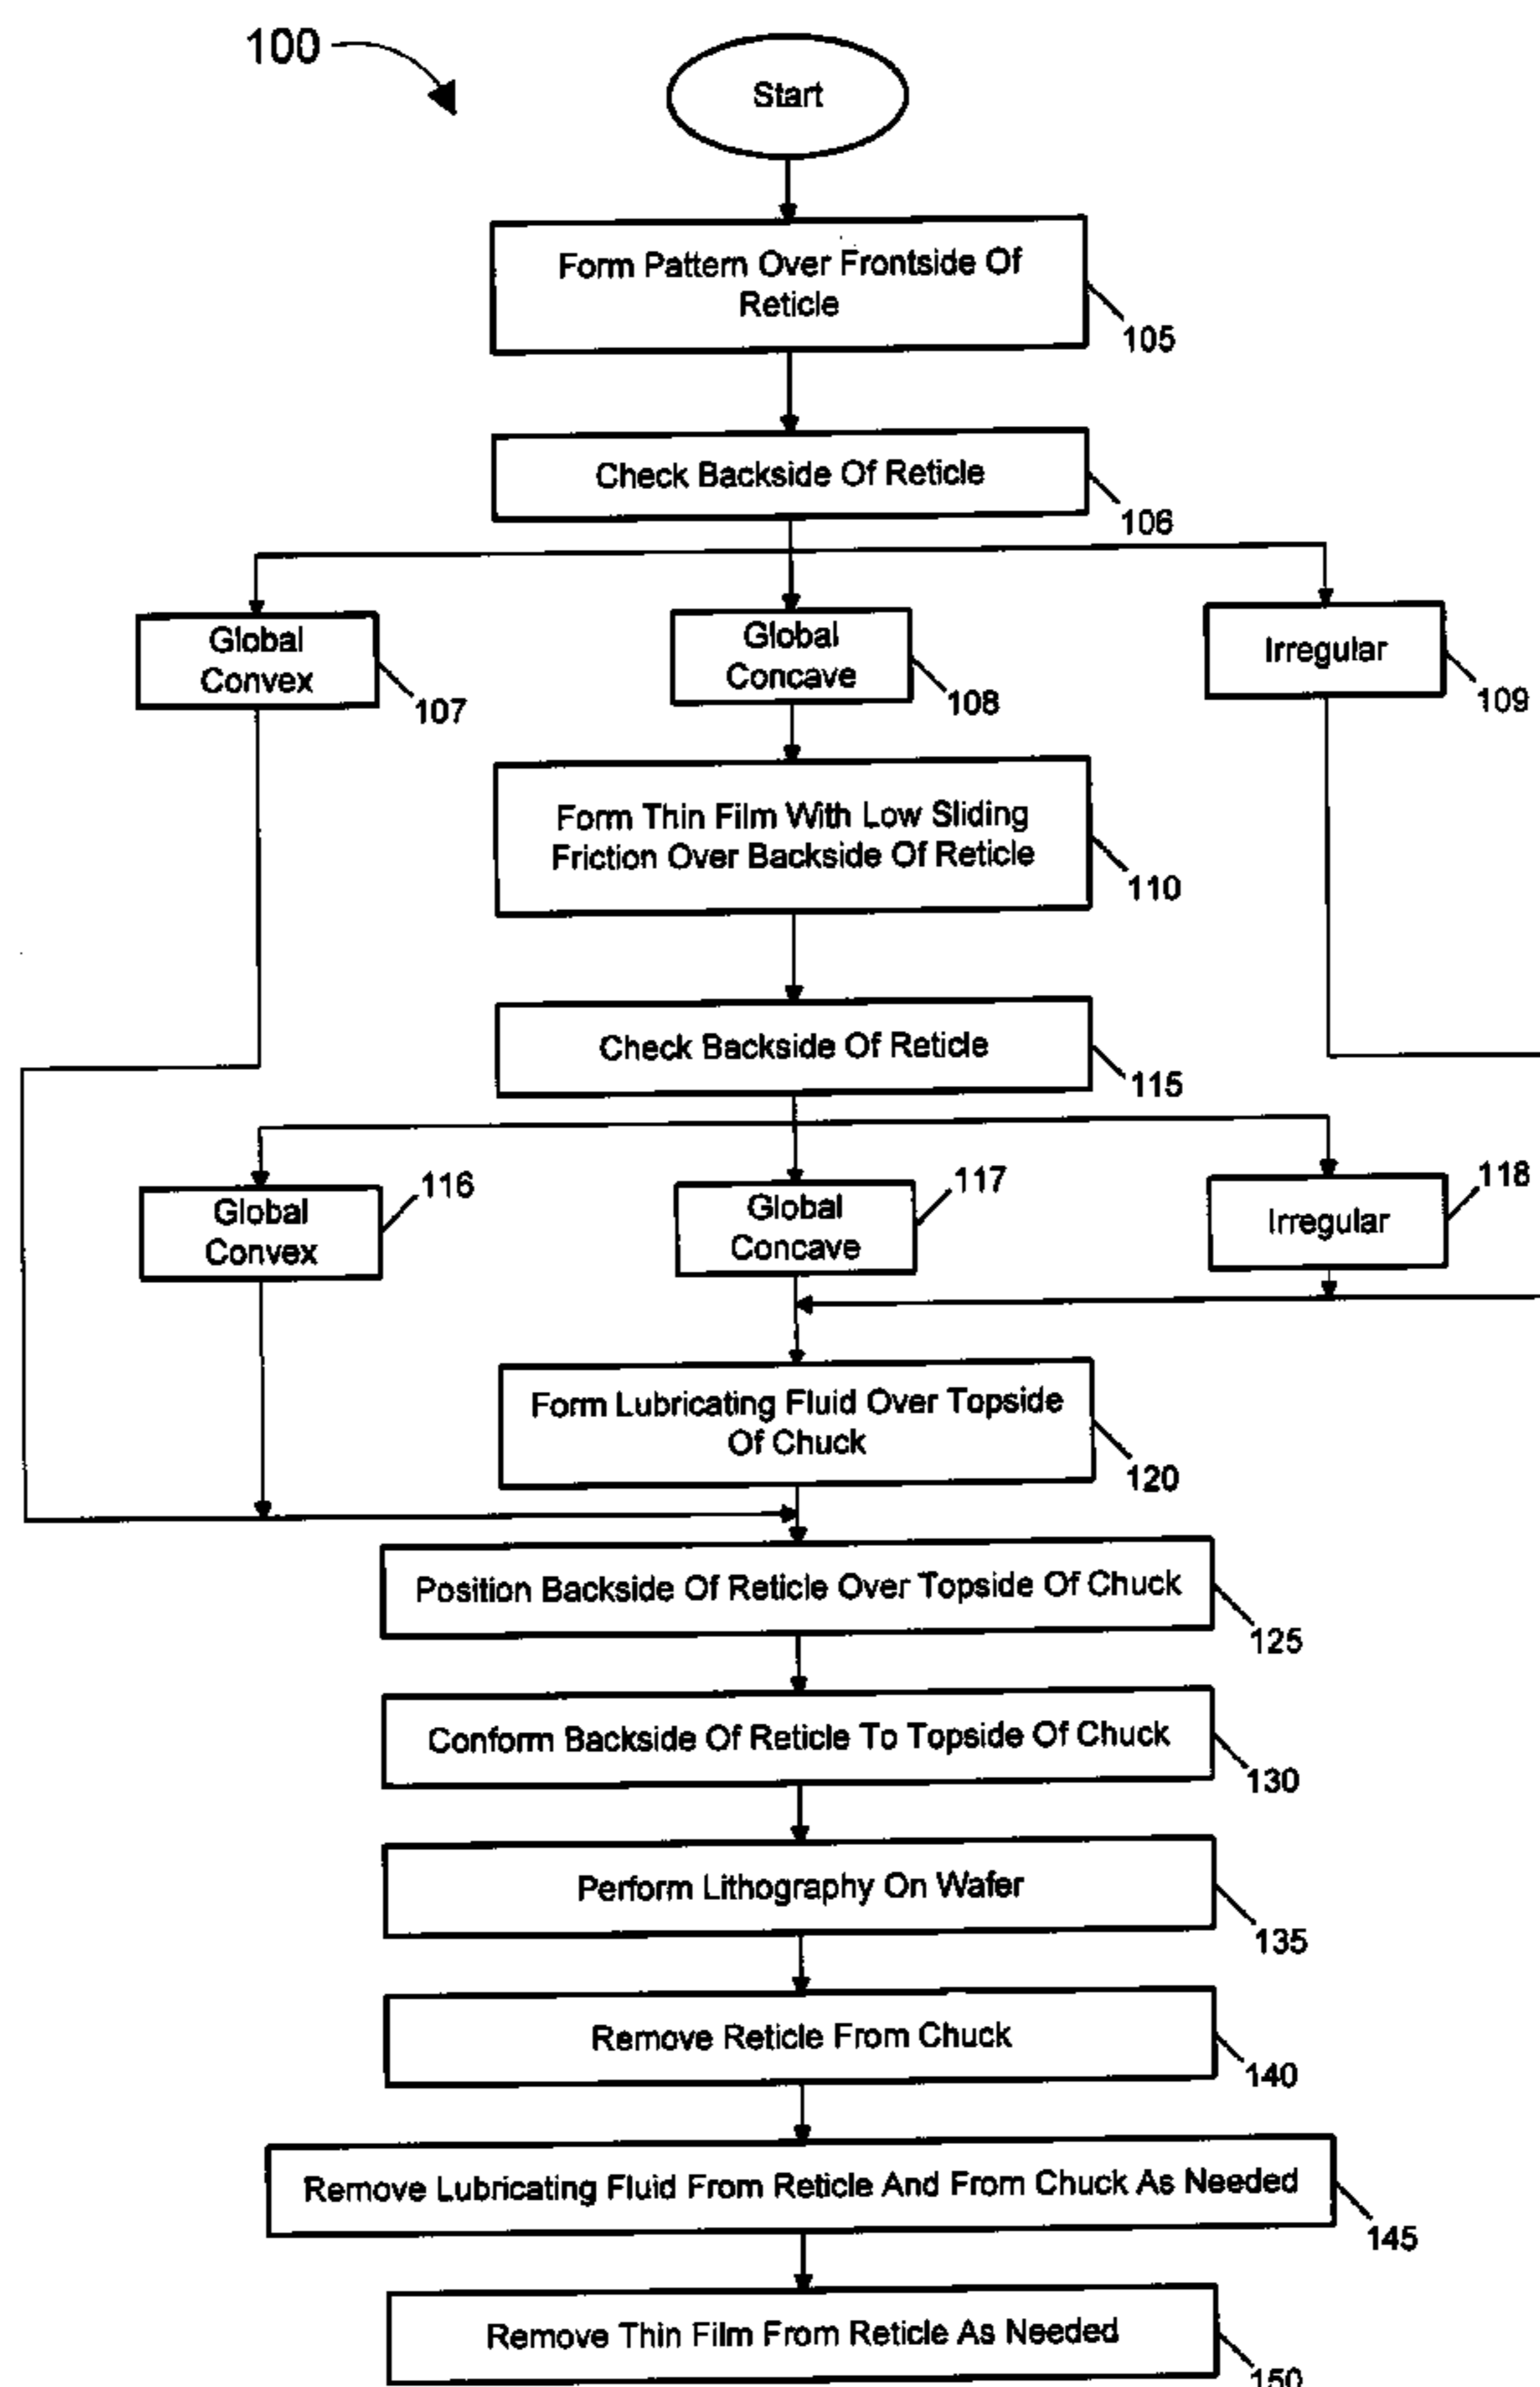 100
Start
Form Pattern Over Frontside Of
Reticle
105
Check Backside Of Reticle
106
Global
Convex
107
Global
Concave
108
Irregular
109
Form Thin Film With Low Sliding
Friction Over Backside Of Reticle
110
Check Backside Of Reticle
115
Global
Convex
116
Global
Concave
117
Irregular
118
Form Lubricating Fluid Over Topside
Of Chuck
120
Position Backside Of Reticle Over Topside Of Chuck
125
Conform Backside Of Reticle To Topside Of Chuck
130
Perform Lithography On Wafer
135
Remove Reticle From Chuck
140
Remove Lubricating Fluid From Reticle And From Chuck As Needed
145
Remove Thin Film From Reticle As Needed
150